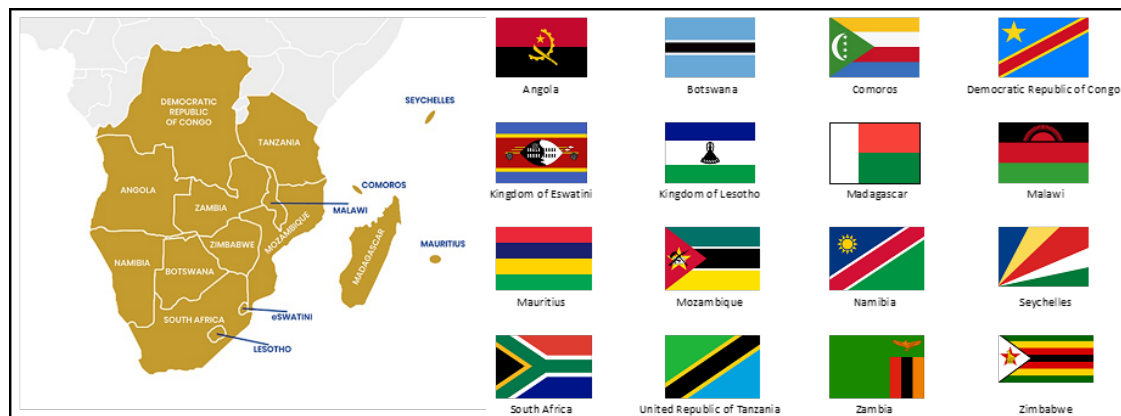 DEMOCRATIC
REPUBLIC
OF CONGO
SEYCHELLES
TANZANIA
ANGOLA
COMOROS
ZAMBIA
MALAWI
MOZAMBIQUE
ZIMBABWE
MADAGASCAR
MAURITIUS
NAMIBIA
BOTSWANA
SOUTH AFRICA
eSWATINI
LESOTHO
Angola
Botswana
Comoros
Democratic Republic of Congo
Kingdom of Eswatini
Kingdom of Lesotho
Madagascar
Malawi
Mauritius
Mozambique
Namibia
Seychelles
South Africa
United Republic of Tanzania
Zambia
Zimbabwe